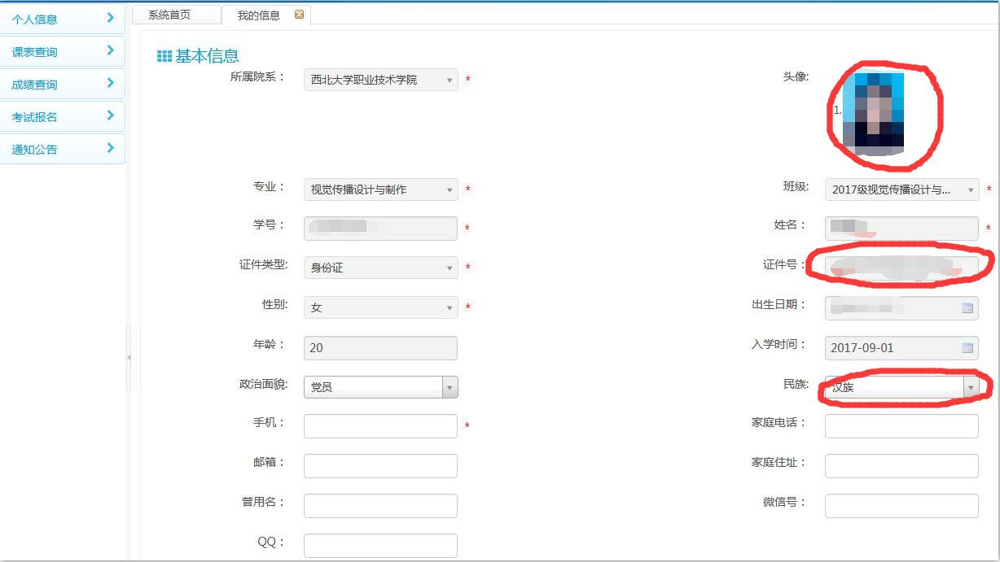 系统首页 我的信息
个人信息
课表查询
成绩查询
考试报名
通知公告
基本信息
所属院系： 西北大学职业技术学院 * 头像:
1.
专业： 视觉传播设计与制作 * 班级: 2017级视觉传播设计与... *
学号： * 姓名： *
证件类型: 身份证 * 证件号：
性别: 女 * 出生日期：
年龄： 20 入学时间： 2017-09-01
政治面貌: 党员 民族: 汉族
手机： * 家庭电话：
邮箱： 家庭住址：
曾用名： 微信号：
QQ：